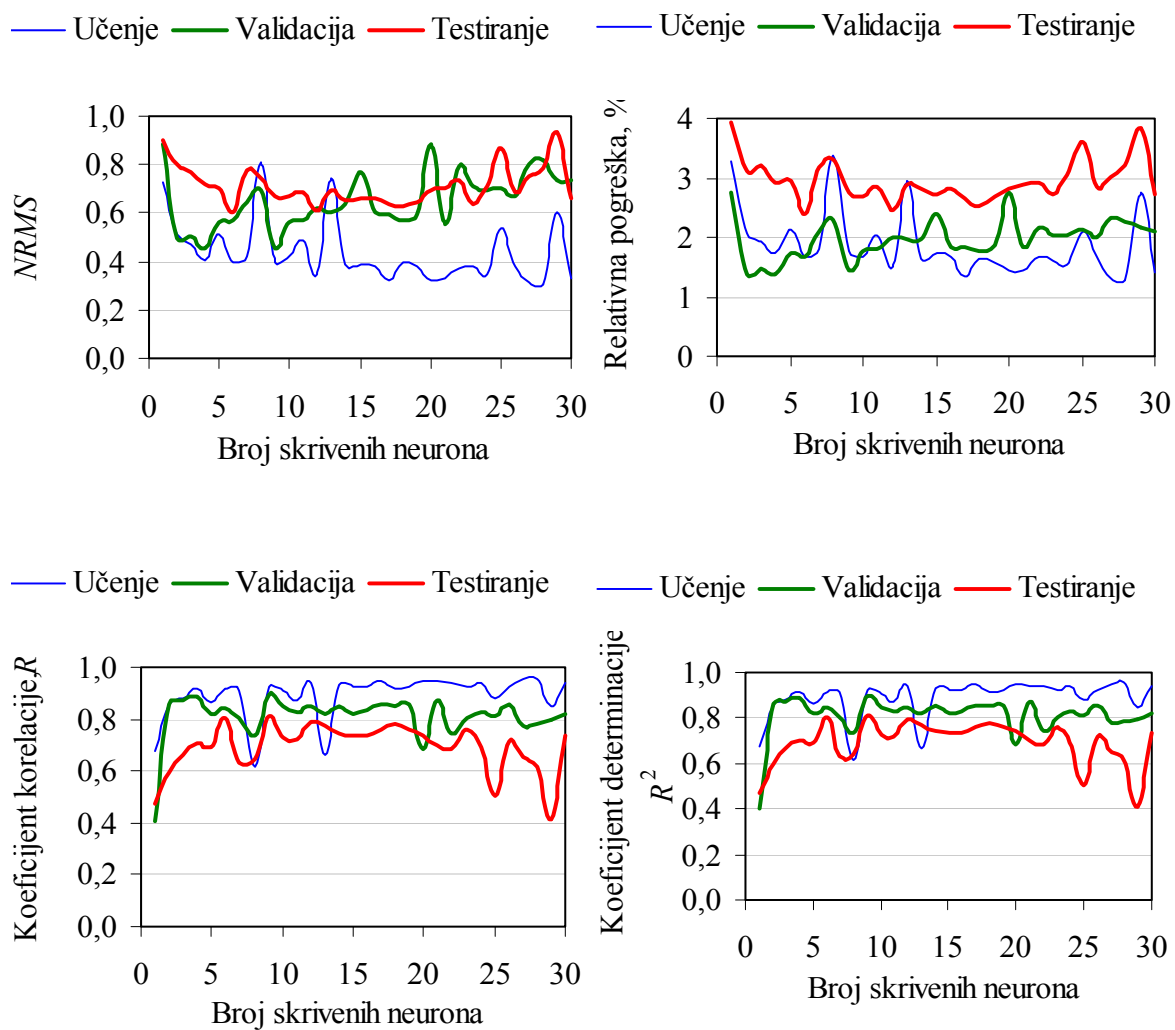 Učenje Validacija Testiranje
NRMS
1,0
0,8
0,6
0,4
0,2
0,0
0 5 10 15 20 25 30
Broj skrivenih neurona
Učenje Validacija Testiranje
Relativna pogreška, %
4
3
2
1
0
0 5 10 15 20 25 30
Broj skrivenih neurona
Učenje Validacija Testiranje
Koeficijent korelacije, R
1,0
0,8
0,6
0,4
0,2
0,0
0 5 10 15 20 25 30
Broj skrivenih neurona
Učenje Validacija Testiranje
Koeficijent determinacije
R²
1,0
0,8
0,6
0,4
0,2
0,0
0 5 10 15 20 25 30
Broj skrivenih neurona